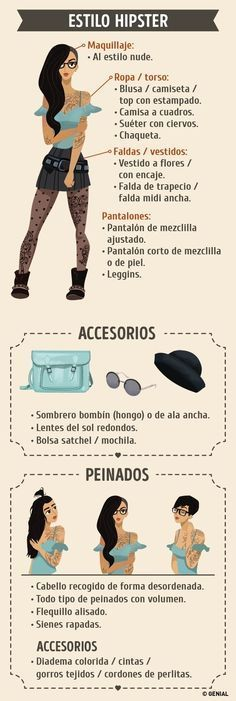 ESTILO HIPSTER
Maquillaje:
• Al estilo nude.
Ropa / torso:
• Blusa / camiseta /
top con estampado.
• Camisa a cuadros.
• Suéter con ciervos.
• Chaqueta.
Faldas / vestidos:
• Vestido a flores /
con encaje.
• Falda de trapecio /
falda midi ancha.
Pantalones:
• Pantalón de mezclilla
ajustado.
• Pantalón corto de mezclilla
o de piel.
• Leggins.
ACCESORIOS
• Sombrero bombín (hongo) o de ala ancha.
• Lentes del sol redondos.
• Bolsa satchel / mochila.
PEINADOS
• Cabello recogido de forma desordenada.
• Todo tipo de peinados con volumen.
• Flequillo alisado.
• Sienes rapadas.
ACCESORIOS
• Diadema colorida / cintas /
gorros tejidos / cordones de perlitas.
© GENIAL